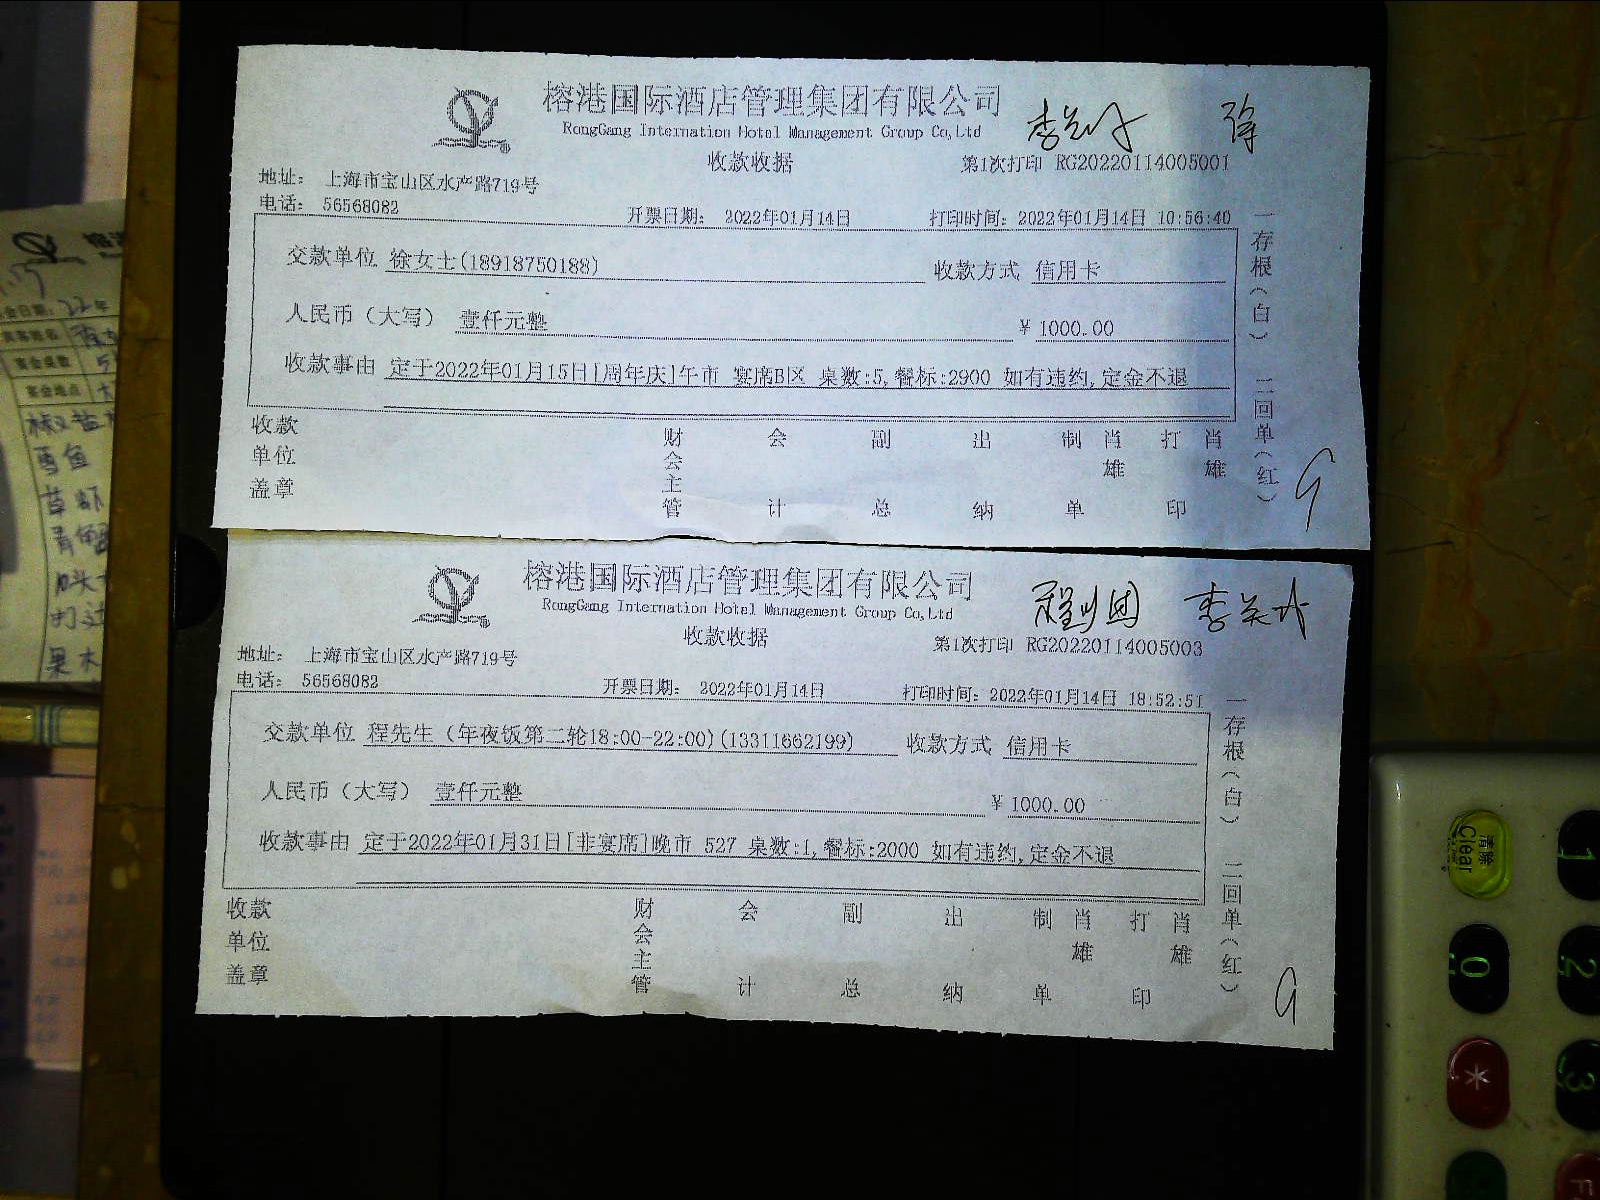 榕港国际酒店管理集团有限公司
RongGang Internation Hotel Management Group Co,Ltd
收款收据
第1次打印 RG20220114005001
地址: 上海市宝山区水产路719号
电话: 56568082
开票日期: 2022年01月14日
打印时间: 2022年01月14日 10:56:40
交款单位 徐女士(18918750188)
收款方式 信用卡
人民币（大写） 壹仟元整
¥ 1000.00
收款事由 定于2022年01月15日[周年庆]午市 宴席B区 桌数:5,餐标:2900 如有违约,定金不退
收款单位盖章
财会主管
会计
副总
出纳
制单 肖雄
打印 肖雄
一存根(白)
二回单(红)
榕港国际酒店管理集团有限公司
RongGang Internation Hotel Management Group Co,Ltd
收款收据
第1次打印 RG20220114005003
地址: 上海市宝山区水产路719号
电话: 56568082
开票日期: 2022年01月14日
打印时间: 2022年01月14日 18:52:51
交款单位 程先生（年夜饭第二轮18:00-22:00)(13311662199)
收款方式 信用卡
人民币（大写） 壹仟元整
¥ 1000.00
收款事由 定于2022年01月31日[非宴席]晚市 527 桌数:1,餐标:2000 如有违约,定金不退
收款单位盖章
财会主管
会计
副总
出纳
制单 肖雄
打印 肖雄
一存根(白)
二回单(红)
清除
Clear
1
0
2
*
3